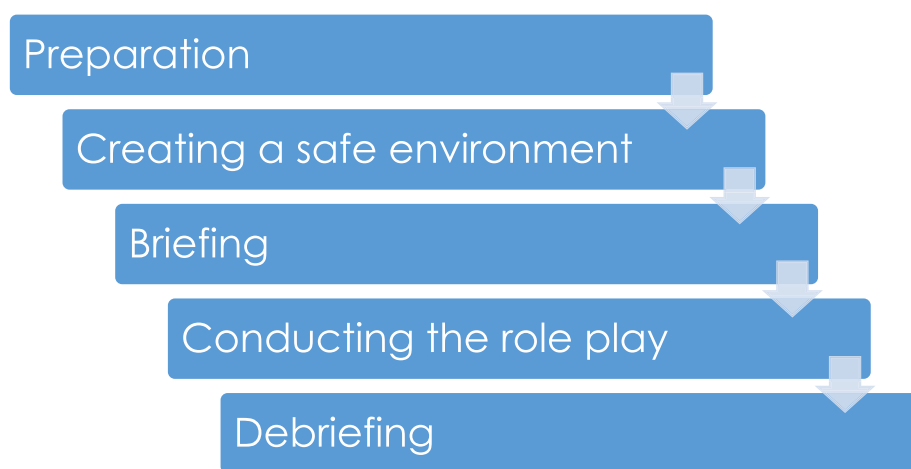 Preparation
Creating a safe environment
Briefing
Conducting the role play
Debriefing